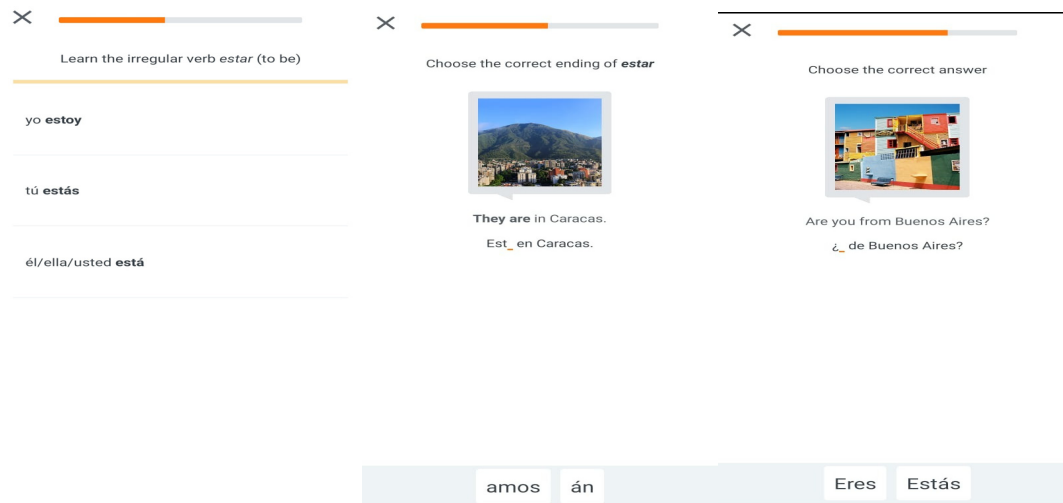 Learn the irregular verb estar (to be)
yo estoy
tú estás
él/ella/usted está
Choose the correct ending of estar
They are in Caracas.
Est_ en Caracas.
amos án
Choose the correct answer
Are you from Buenos Aires?
¿_ de Buenos Aires?
Eres Estás